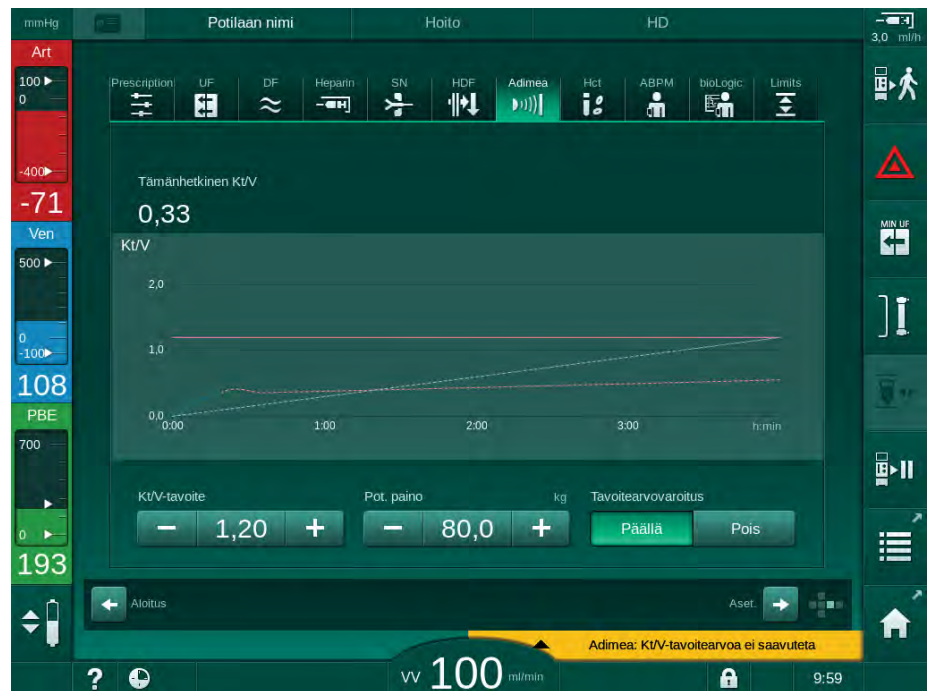 mmHg
Potilaan nimi
Hoito
HD
3,0 ml/h
Art
100
0
-400
-71
Ven
500
0
-100
108
PBE
700
0
193
Prescription
UF
DF
Heparin
SN
HDF
Adimea
Hct
ABPM
bioLogic
Limits
Tämänhetkinen Kt/V
0,33
Kt/V
2,0
1,0
0,0
0:00
1:00
2:00
3:00
h:min
Kt/V-tavoite
Pot. paino
kg
Tavoitearvovaroitus
− 1,20 +
− 80,0 +
Päällä
Pois
MIN UF
Aloitus
Aset.
Adimea: Kt/V-tavoitearvoa ei saavuteta
?
VV 100 ml/min
9:59